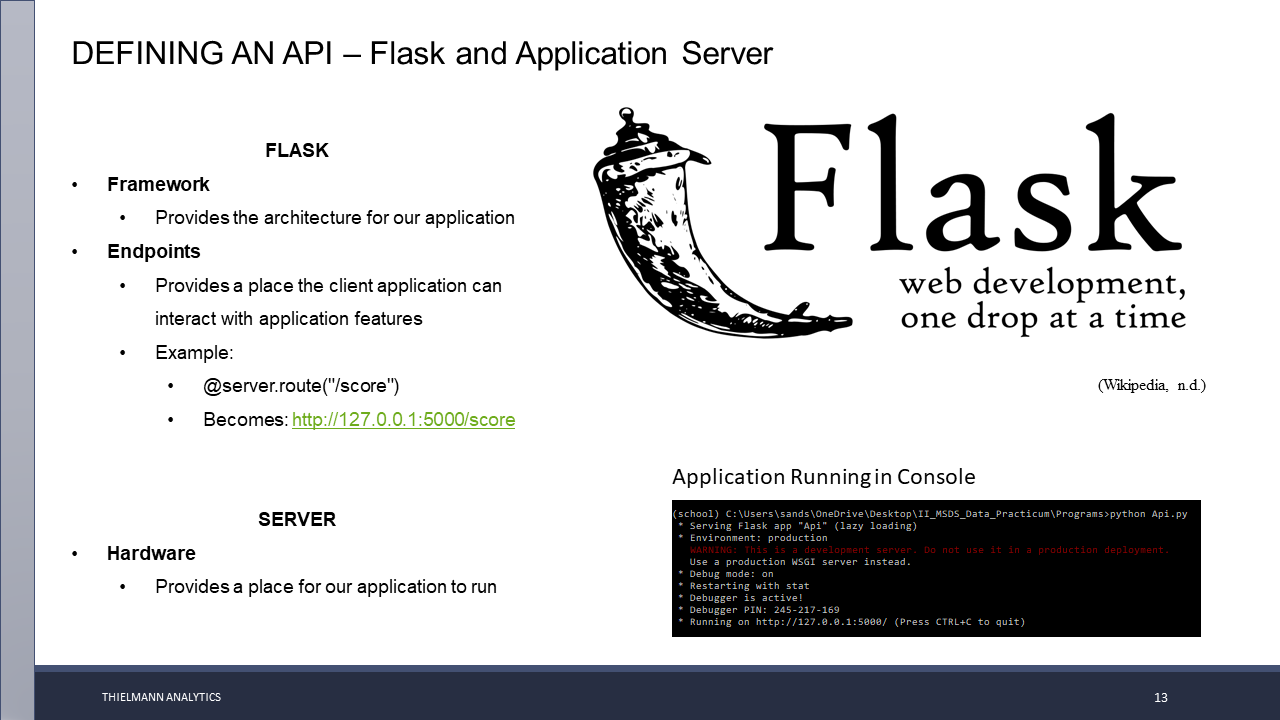 DEFINING AN API – Flask and Application Server
FLASK
• Framework
• Provides the architecture for our application
• Endpoints
• Provides a place the client application can
interact with application features
• Example:
• @server.route("/score")
• Becomes: http://127.0.0.1:5000/score
SERVER
• Hardware
• Provides a place for our application to run
Flask
web development,
one drop at a time
(Wikipedia, n.d.)
Application Running in Console
(school) C:\Users\sands\OneDrive\Desktop\II_MSDS_Data_Practicum\Programs>python Api.py
* Serving Flask app "Api" (lazy loading)
* Environment: production
WARNING: This is a development server. Do not use it in a production deployment.
Use a production WSGI server instead.
* Debug mode: on
* Restarting with stat
* Debugger is active!
* Debugger PIN: 245-217-169
* Running on http://127.0.0.1:5000/ (Press CTRL+C to quit)
THIELMANN ANALYTICS
13